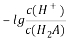 - lg c(H⁺) / c(H₂A)